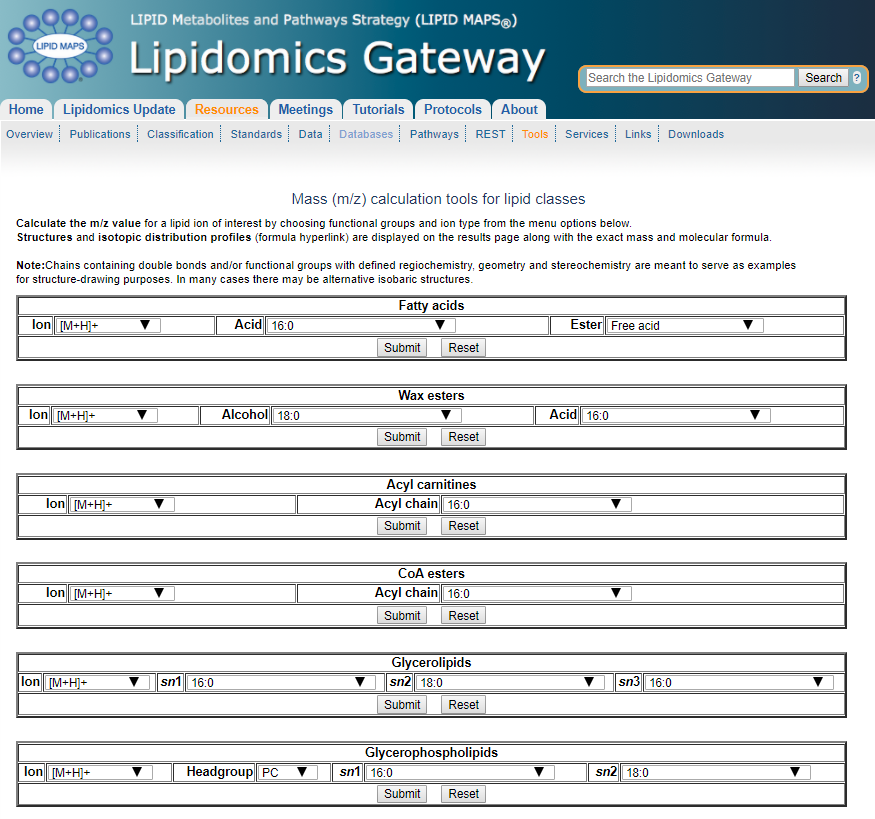 LIPID MAPS
LIPID Metabolites and Pathways Strategy (LIPID MAPS®)
Lipidomics Gateway
Search the Lipidomics Gateway Search ?
Home Lipidomics Update Resources Meetings Tutorials Protocols About
Overview Publications Classification Standards Data Databases Pathways REST Tools Services Links Downloads
Mass (m/z) calculation tools for lipid classes
Calculate the m/z value for a lipid ion of interest by choosing functional groups and ion type from the menu options below.
Structures and isotopic distribution profiles (formula hyperlink) are displayed on the results page along with the exact mass and molecular formula.
Note:Chains containing double bonds and/or functional groups with defined regiochemistry, geometry and stereochemistry are meant to serve as examples
for structure-drawing purposes. In many cases there may be alternative isobaric structures.
Fatty acids
Ion [M+H]+ Acid 16:0 Ester Free acid
Submit Reset
Wax esters
Ion [M+H]+ Alcohol 18:0 Acid 16:0
Submit Reset
Acyl carnitines
Ion [M+H]+ Acyl chain 16:0
Submit Reset
CoA esters
Ion [M+H]+ Acyl chain 16:0
Submit Reset
Glycerolipids
Ion [M+H]+ sn1 16:0 sn2 18:0 sn3 16:0
Submit Reset
Glycerophospholipids
Ion [M+H]+ Headgroup PC sn1 16:0 sn2 18:0
Submit Reset